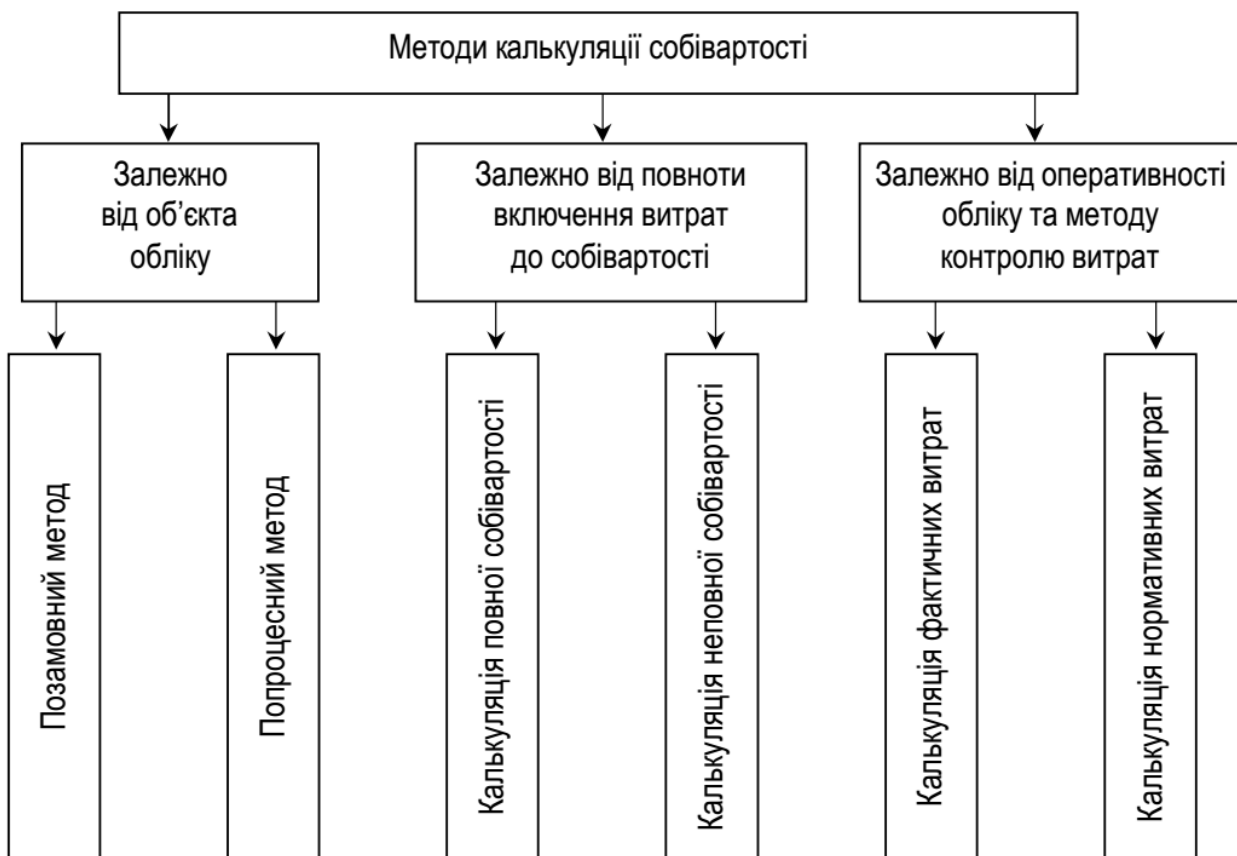 Методи калькуляції собівартості
Залежно
від об’єкта
обліку
Залежно від повноти
включення витрат
до собівартості
Залежно від оперативності
обліку та методу
контролю витрат
Позамовний метод
Попроцесний метод
Калькуляція повної собівартості
Калькуляція неповної собівартості
Калькуляція фактичних витрат
Калькуляція нормативних витрат